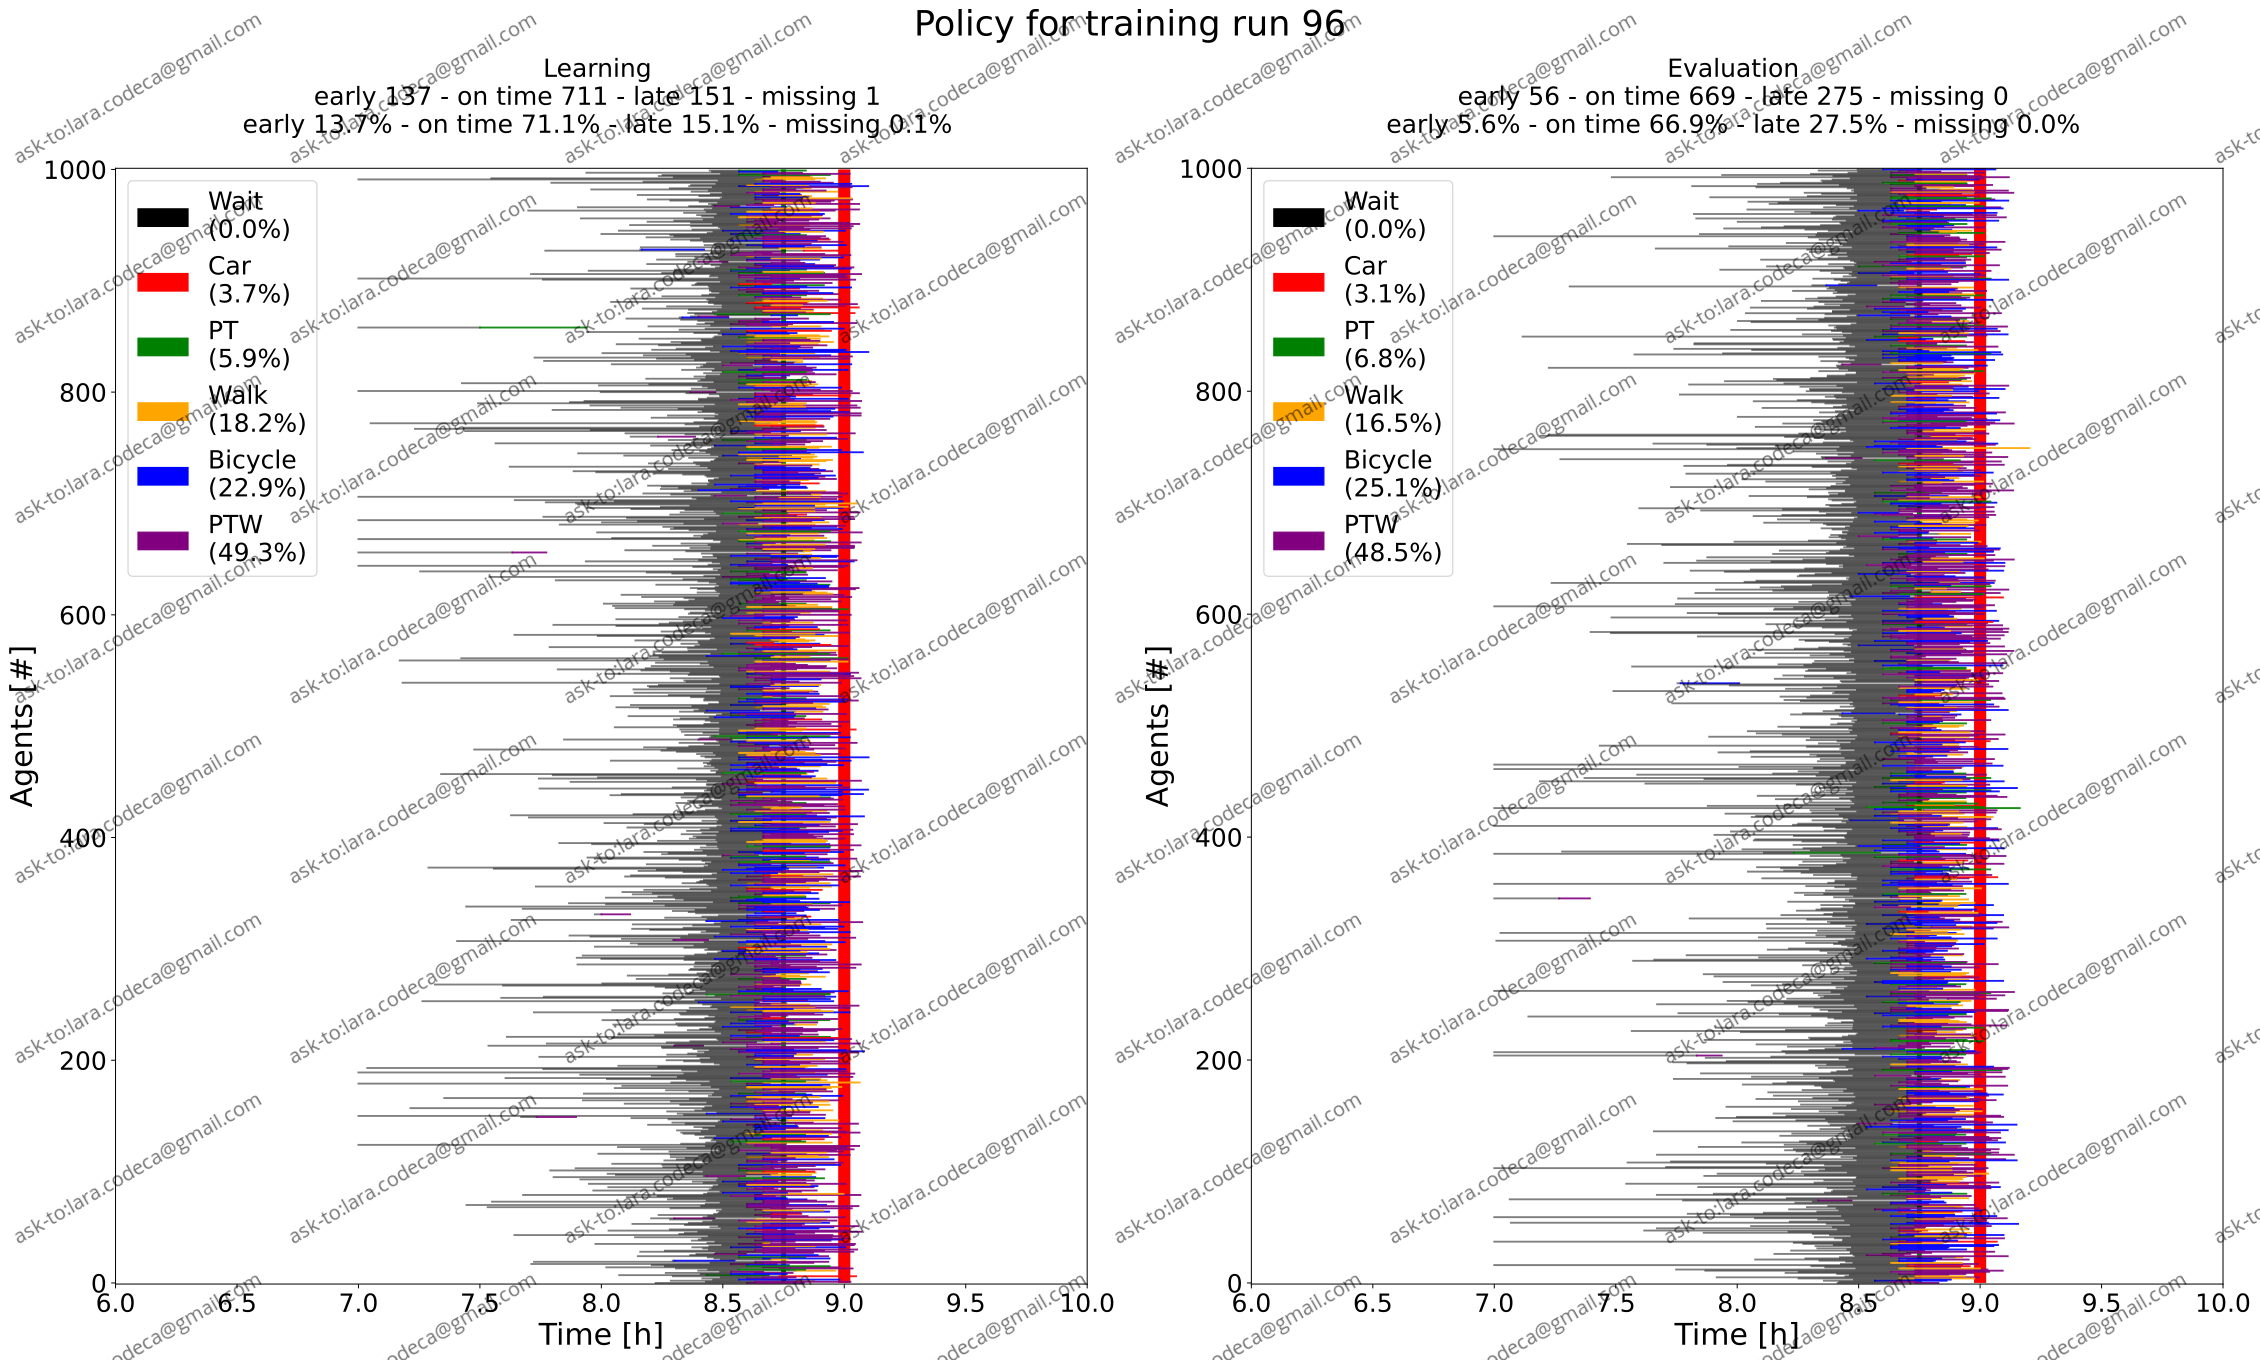 Policy for training run 96
Learning
early 137 - on time 711 - late 151 - missing 1
early 13.7% - on time 71.1% - late 15.1% - missing 0.1%
Agents [#]
1000
800
600
400
200
0
Wait
(0.0%)
Car
(3.7%)
PT
(5.9%)
Walk
(18.2%)
Bicycle
(22.9%)
PTW
(49.3%)
6.0 6.5 7.0 7.5 8.0 8.5 9.0 9.5 10.0
Time [h]
Evaluation
early 56 - on time 669 - late 275 - missing 0
early 5.6% - on time 66.9% - late 27.5% - missing 0.0%
Agents [#]
1000
800
600
400
200
0
Wait
(0.0%)
Car
(3.1%)
PT
(6.8%)
Walk
(16.5%)
Bicycle
(25.1%)
PTW
(48.5%)
6.0 6.5 7.0 7.5 8.0 8.5 9.0 9.5 10.0
Time [h]
ask-to:lara.codeca@gmail.com